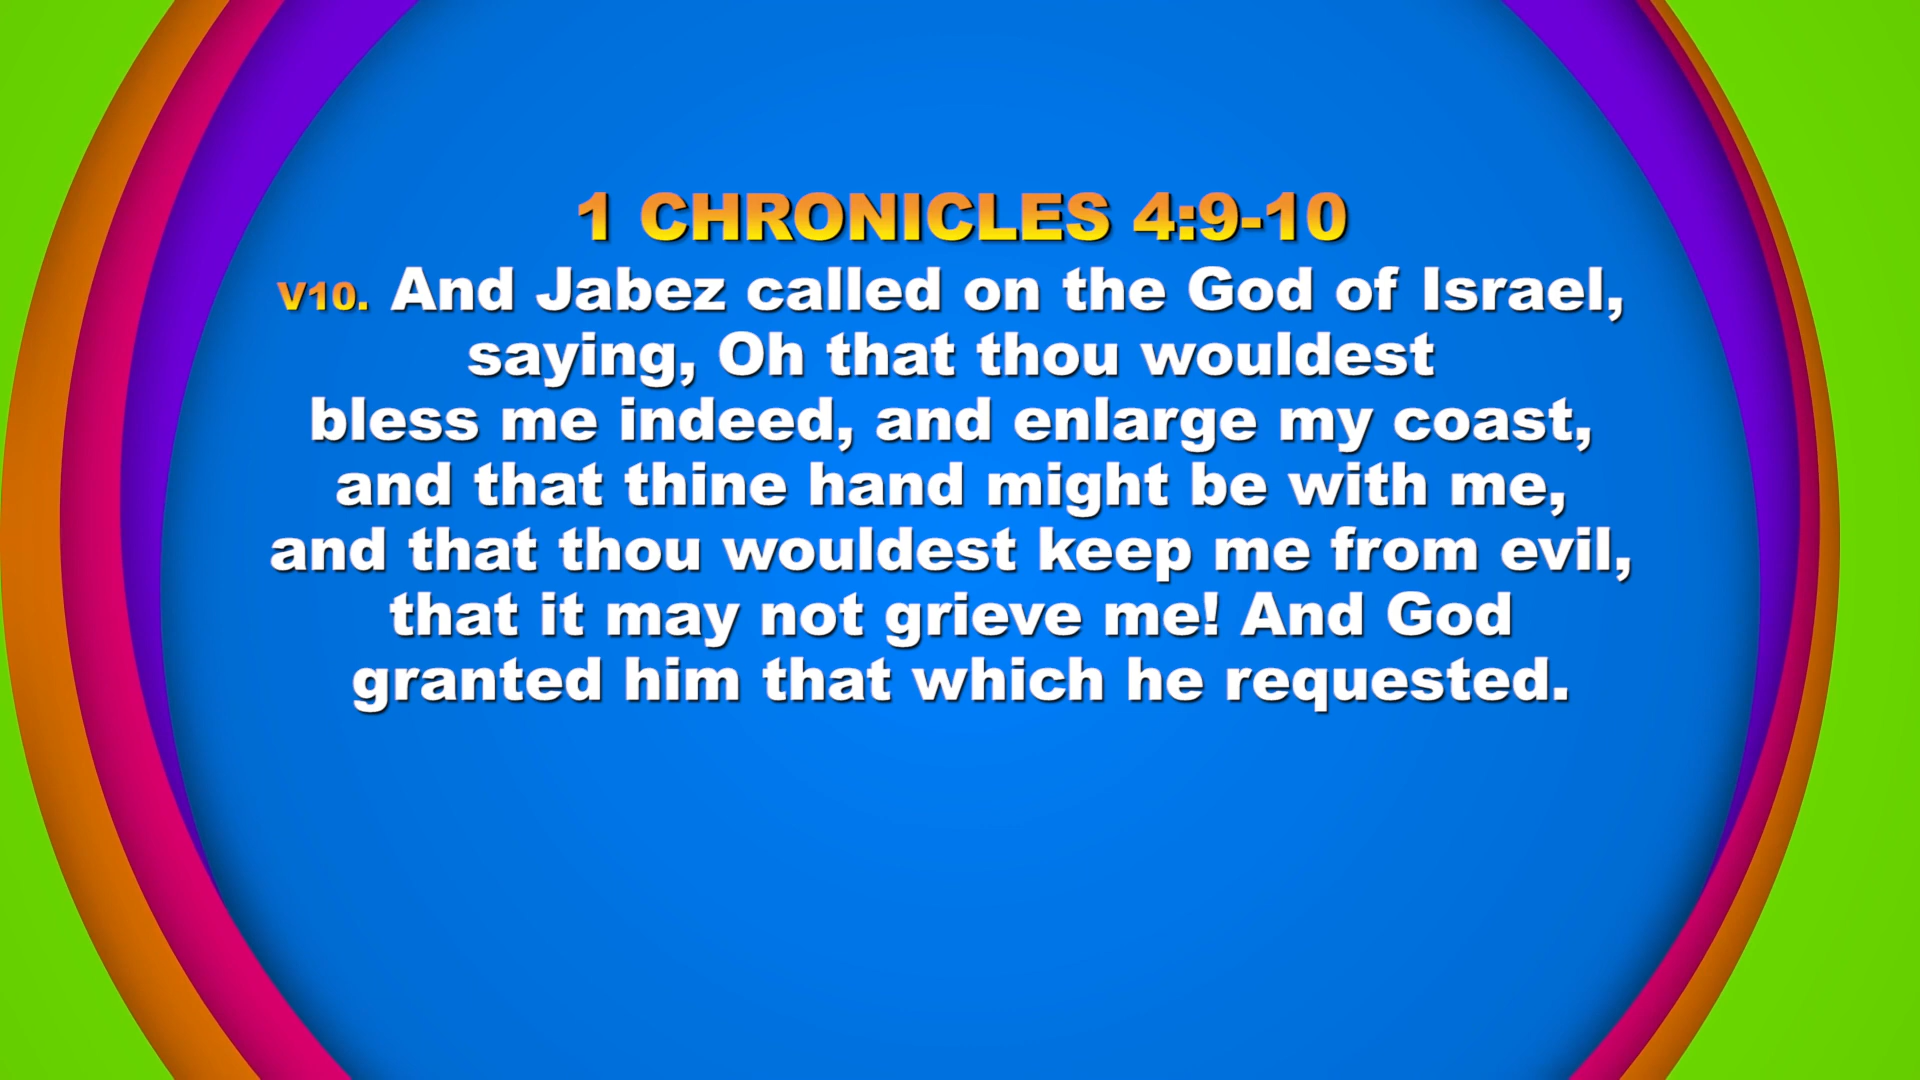 1 CHRONICLES 4:9-10
V10. And Jabez called on the God of Israel,
saying, Oh that thou wouldest
bless me indeed, and enlarge my coast,
and that thine hand might be with me,
and that thou wouldest keep me from evil,
that it may not grieve me! And God
granted him that which he requested.